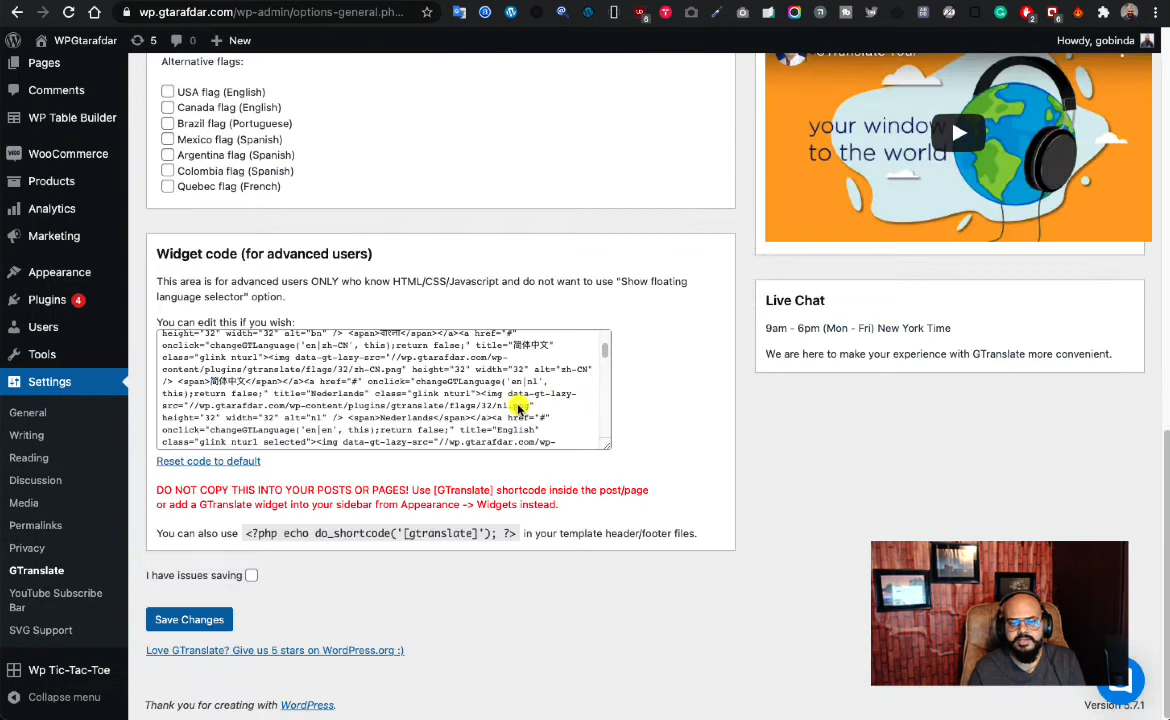 wp.gtarafdar.com/wp-admin/options-general.ph...
WPGtarafdar
5
0
New
Howdy, gobinda
Pages
Comments
WP Table Builder
WooCommerce
Products
Analytics
Marketing
Appearance
Plugins 4
Users
Tools
Settings
General
Writing
Reading
Discussion
Media
Permalinks
Privacy
GTranslate
YouTube Subscribe
Bar
SVG Support
Wp Tic-Tac-Toe
Collapse menu
Alternative flags:
USA flag (English)
Canada flag (English)
Brazil flag (Portuguese)
Mexico flag (Spanish)
Argentina flag (Spanish)
Colombia flag (Spanish)
Quebec flag (French)
Widget code (for advanced users)
This area is for advanced users ONLY who know HTML/CSS/Javascript and do not want to use "Show floating
language selector" option.
You can edit this if you wish:
height="32" width="32" alt="bn" /> <span>বাংলা</span></a><a href="#"
onclick="changeGTLanguage('en|zh-CN', this);return false;" title="简体中文"
class="glink nturl"><img data-gt-lazy-src="//wp.gtarafdar.com/wp-
content/plugins/gtranslate/flags/32/zh-CN.png" height="32" width="32" alt="zh-CN"
/> <span>简体中文</span></a><a href="#" onclick="changeGTLanguage('en|nl',
this);return false;" title="Nederlands" class="glink nturl"><img data-gt-lazy-
src="//wp.gtarafdar.com/wp-content/plugins/gtranslate/flags/32/nl.png"
height="32" width="32" alt="nl" /> <span>Nederlands</span></a><a href="#"
onclick="changeGTLanguage('en|en', this);return false;" title="English"
class="glink nturl selected"><img data-gt-lazy-src="//wp.gtarafdar.com/wp-
Reset code to default
DO NOT COPY THIS INTO YOUR POSTS OR PAGES! Use [GTranslate] shortcode inside the post/page
or add a GTranslate widget into your sidebar from Appearance -> Widgets instead.
You can also use <?php echo do_shortcode('[gtranslate]'); ?> in your template header/footer files.
I have issues saving
Save Changes
Love GTranslate? Give us 5 stars on WordPress.org :)
Thank you for creating with WordPress.
GTranslate Tour
your window
to the world
Live Chat
9am - 6pm (Mon - Fri) New York Time
We are here to make your experience with GTranslate more convenient.